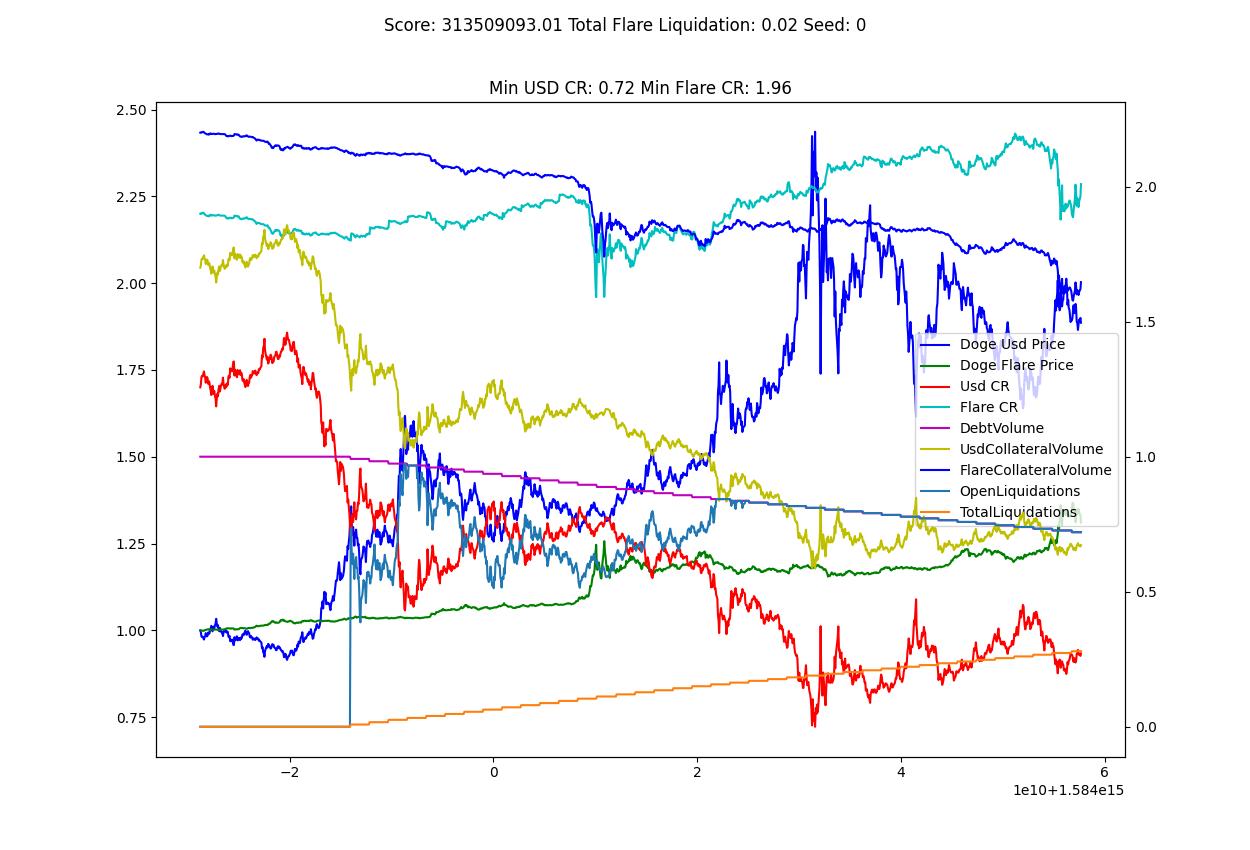 Score: 313509093.01 Total Flare Liquidation: 0.02 Seed: 0
Min USD CR: 0.72 Min Flare CR: 1.96
2.50
2.25
2.00
1.75
1.50
1.25
1.00
0.75
2.0
1.5
1.0
0.5
0.0
Doge Usd Price
Doge Flare Price
Usd CR
Flare CR
DebtVolume
UsdCollateralVolume
FlareCollateralVolume
OpenLiquidations
TotalLiquidations
−2
0
2
4
6
1e10+1.584e15